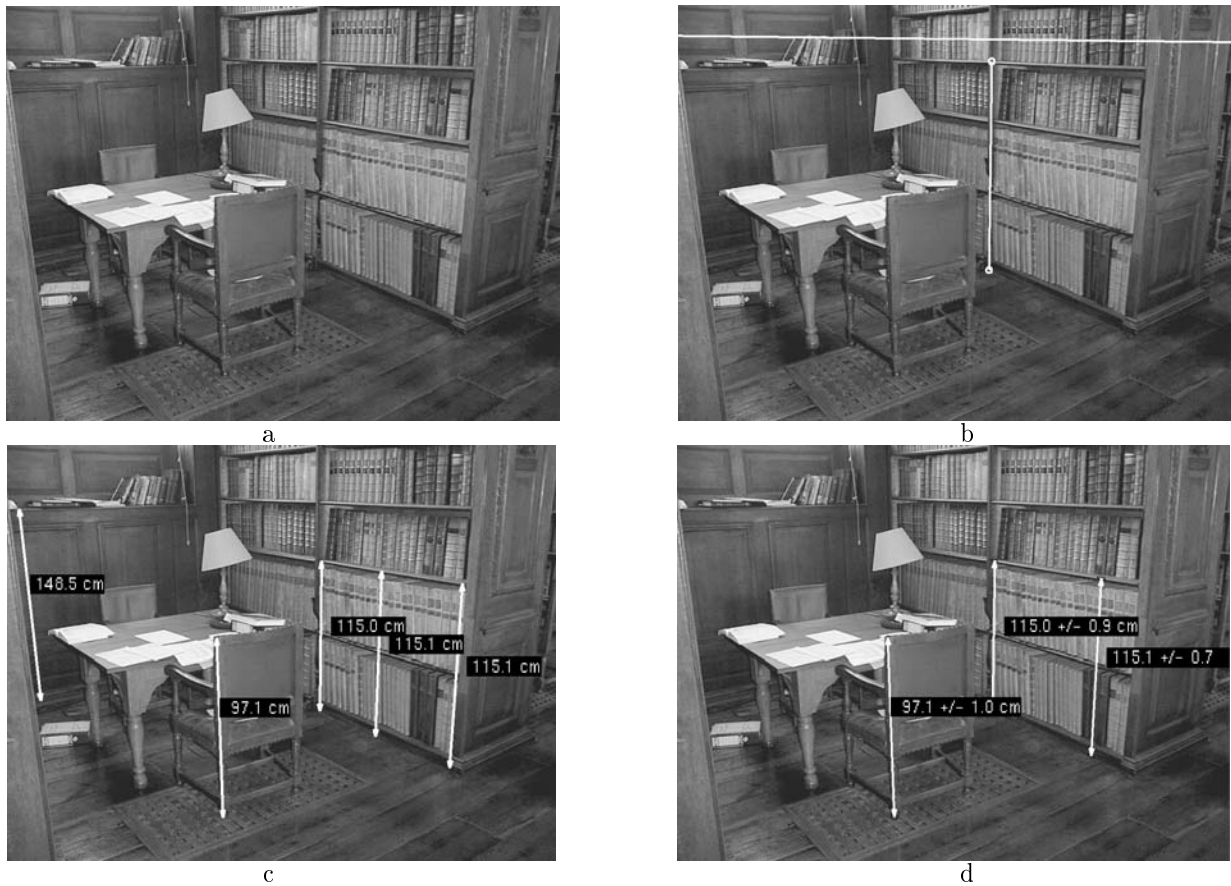 a
b
148.5 cm
115.0 cm
115.1 cm
115.1 cm
97.1 cm
115.0 +/- 0.9 cm
115.1 +/- 0.7
97.1 +/- 1.0 cm
c
d